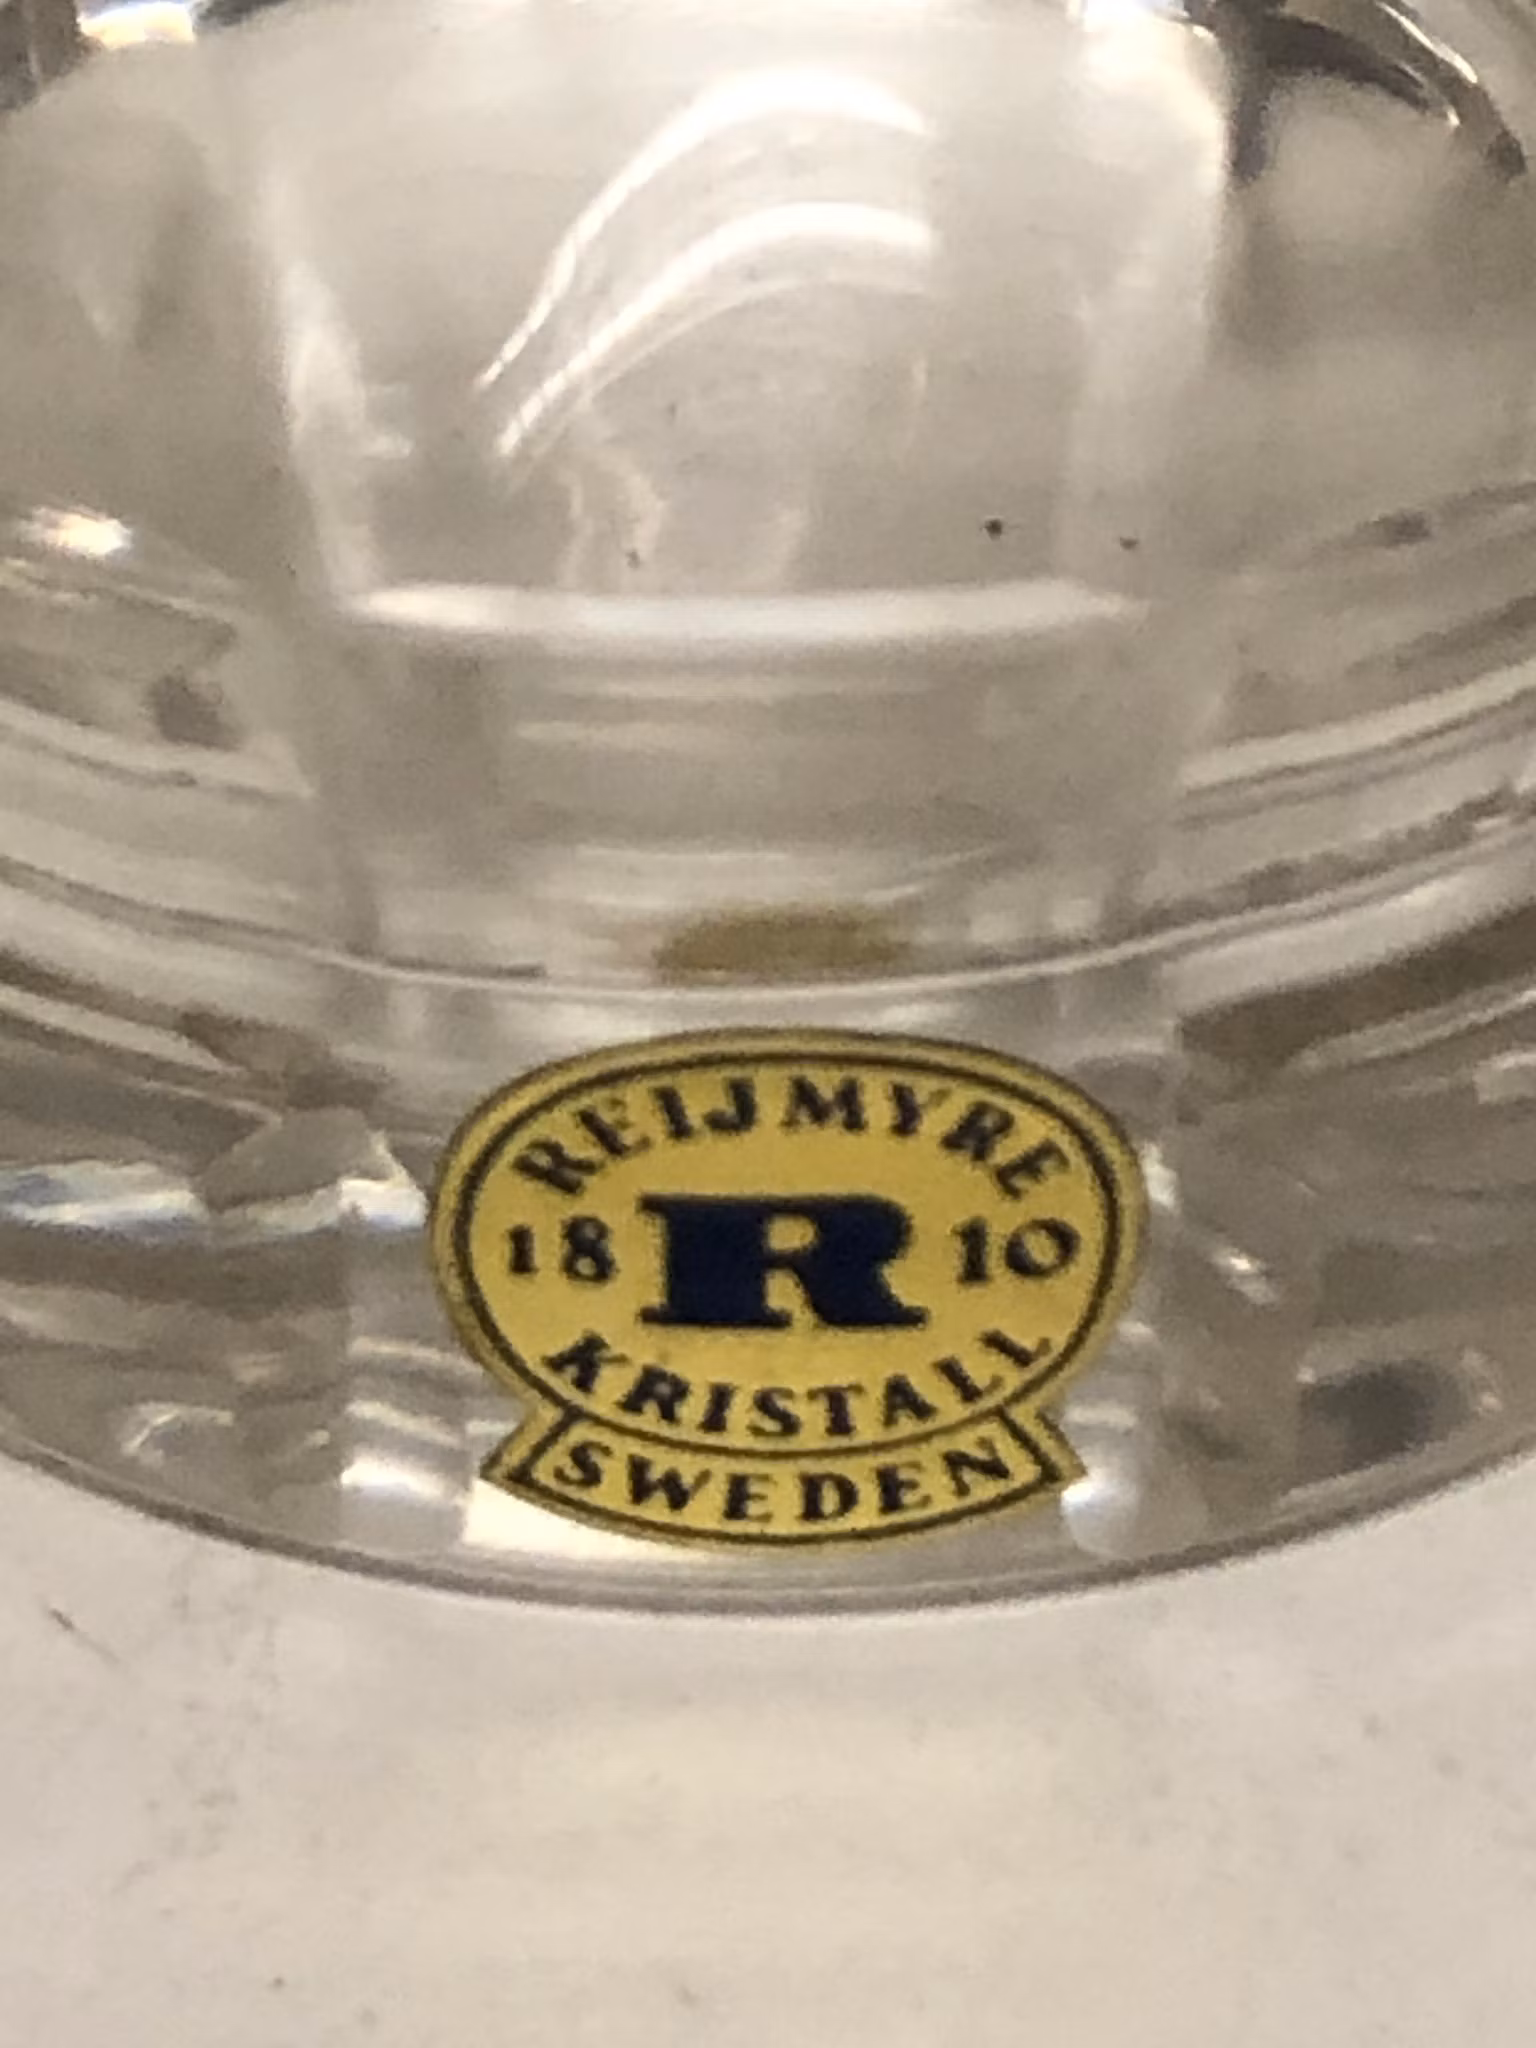 REIJMYRE
18 R 10
KRISTALL
SWEDEN